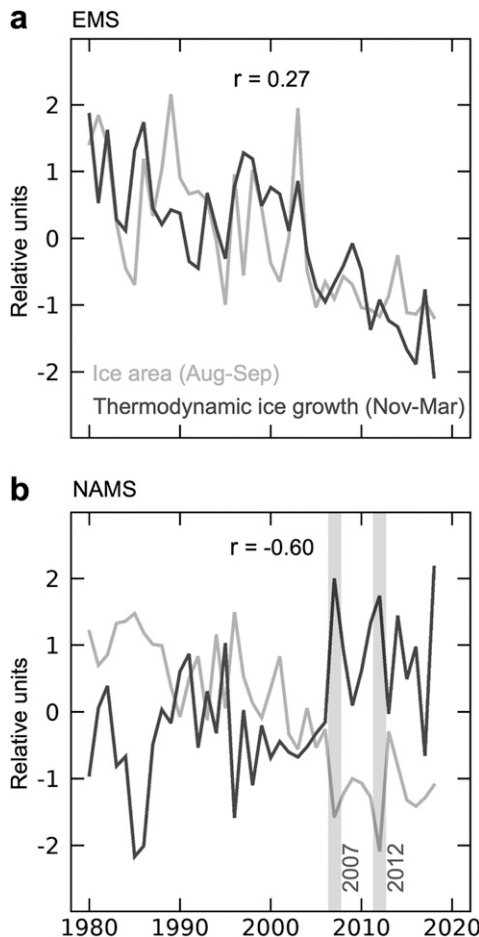 a EMS
r = 0.27
Relative units
2
1
0
-1
-2
Ice area (Aug-Sep)
Thermodynamic ice growth (Nov-Mar)
b NAMS
r = -0.60
Relative units
2
1
0
-1
-2
2007
2012
1980 1990 2000 2010 2020